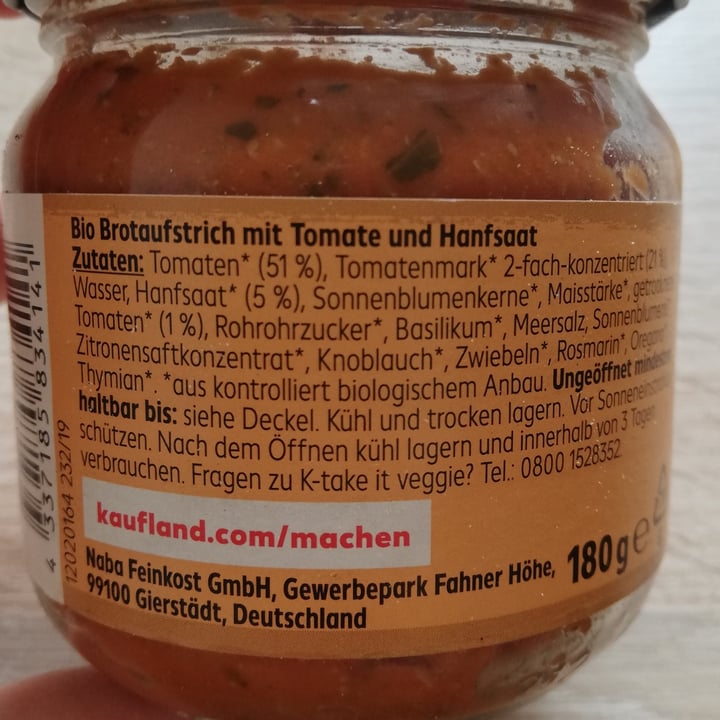 Bio Brotaufstrich mit Tomate und Hanfsaat
Zutaten: Tomaten* (51 %), Tomatenmark* 2-fach-konzentriert (21
Wasser, Hanfsaat* (5 %), Sonnenblumenkerne*, Maisstärke*,
Tomaten* (1 %), Rohrohrzucker*, Basilikum*, Meersalz,
Zitronensaftkonzentrat*, Knoblauch*, Zwiebeln*, Rosmarin*,
Thymian*. *aus kontrolliert biologischem Anbau. Ungeöffnet
haltbar bis: siehe Deckel. Kühl und trocken lagern. Vor
schützen. Nach dem Öffnen kühl lagern und innerhalb von 3 Tagen
verbrauchen. Fragen zu K-take it veggie? Tel.: 0800 1528352
kaufland.com/machen
Naba Feinkost GmbH, Gewerbepark Fahner Höhe,
99100 Gierstädt, Deutschland
180g e
4 337185 834141
12020164 232/19